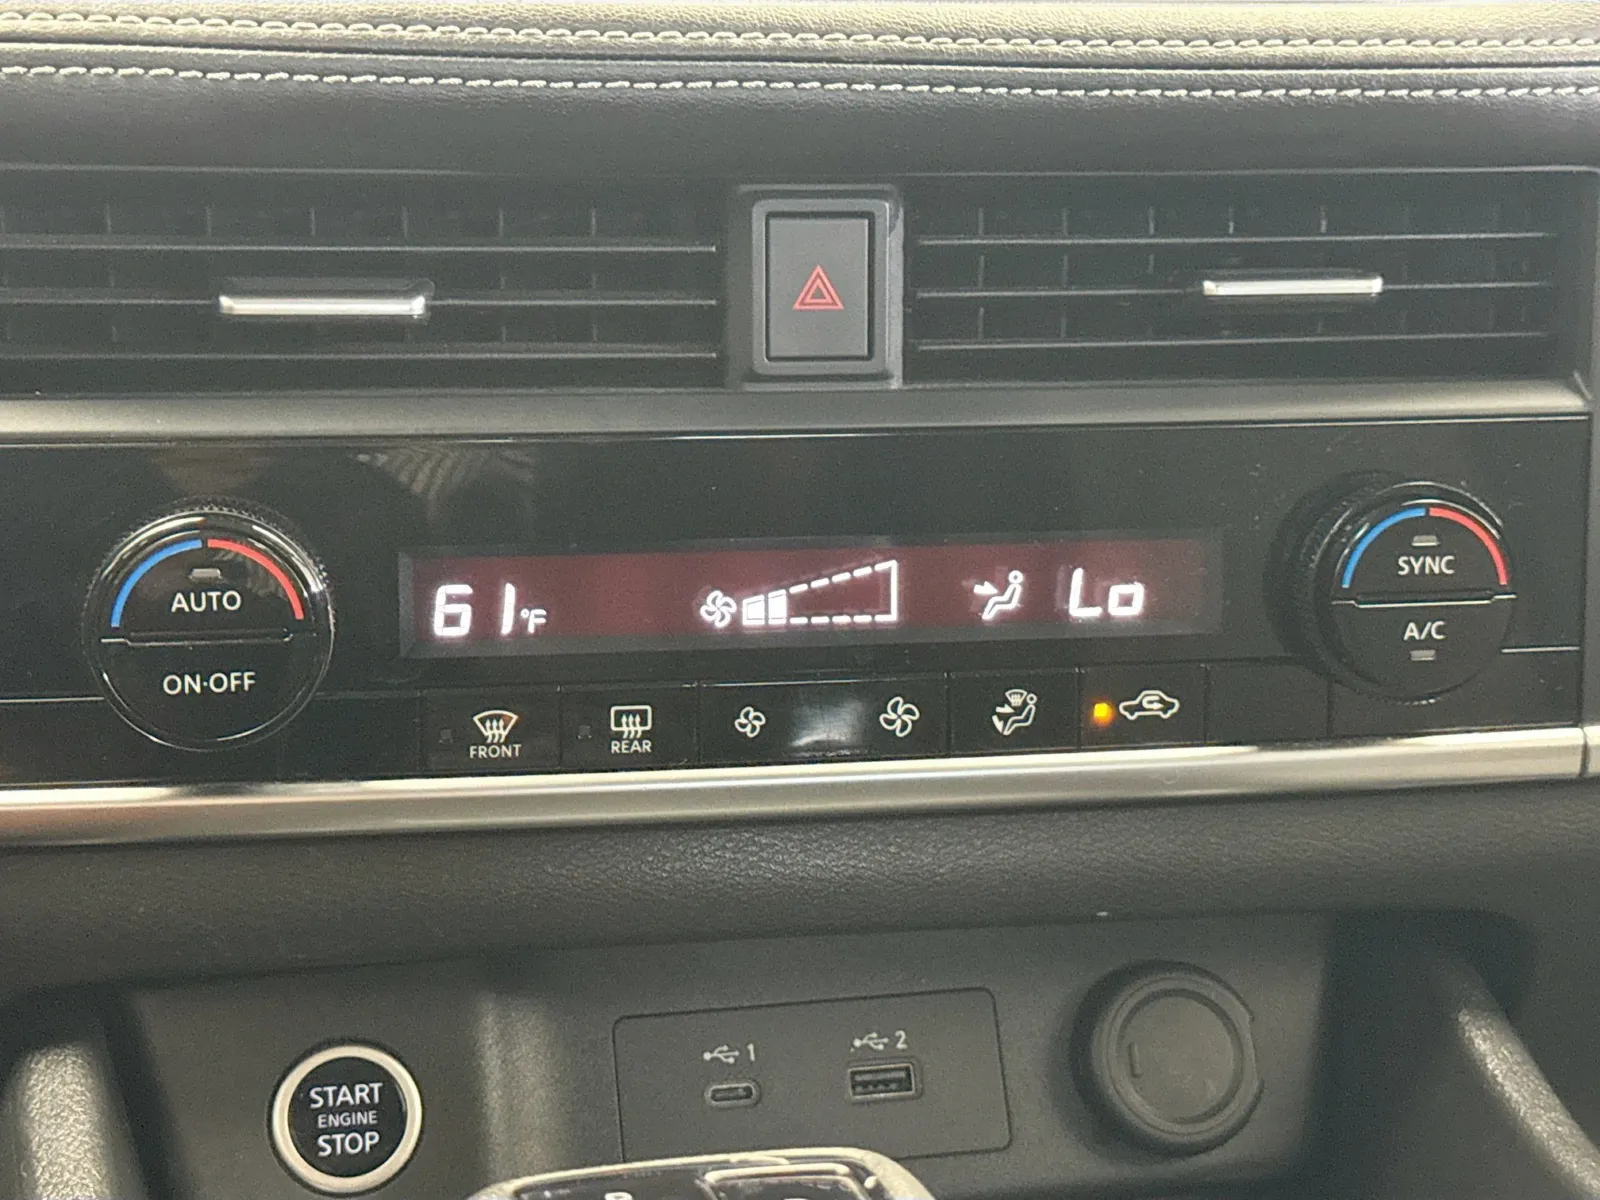 AUTO
ON·OFF
61°F
Lo
SYNC
A/C
FRONT
REAR
START
ENGINE
STOP
1
2